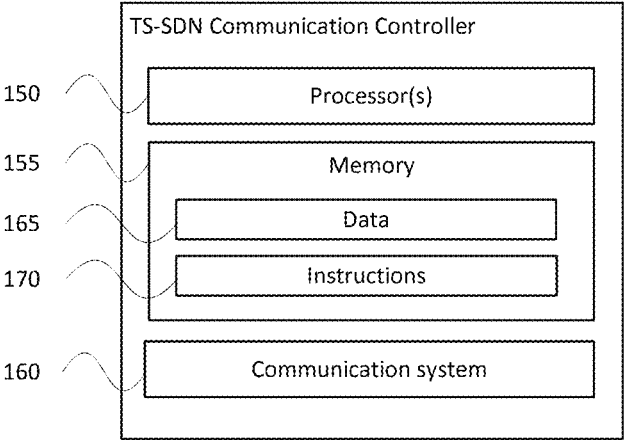 TS-SDN Communication Controller
150 Processor(s)
155 Memory
165 Data
170 Instructions
160 Communication system